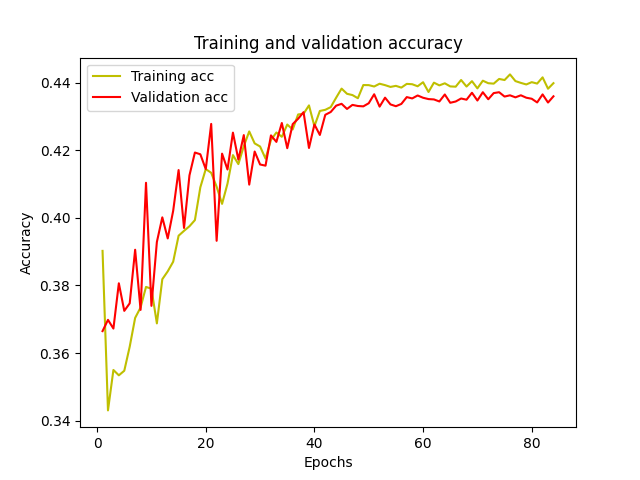 Training and validation accuracy
Training acc
Validation acc
0.44
0.42
0.40
0.38
0.36
0.34
Accuracy
0
20
40
60
80
Epochs